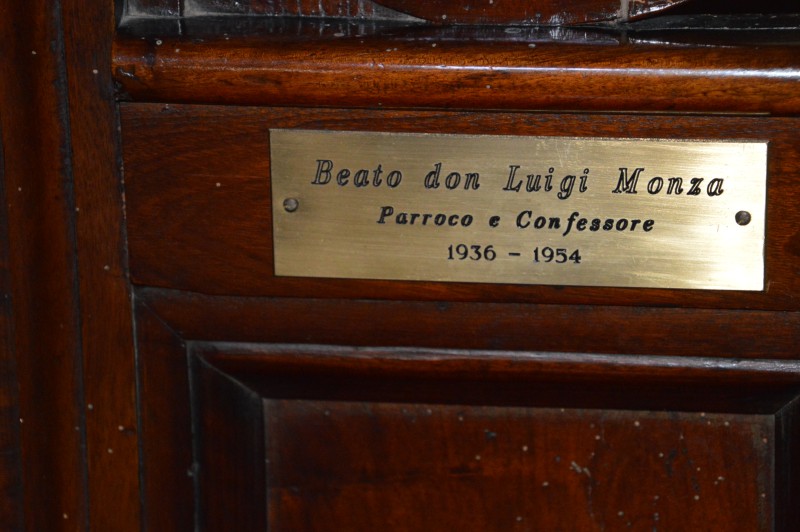 Beato don Luigi Monza
Parroco e Confessore
1936 - 1954